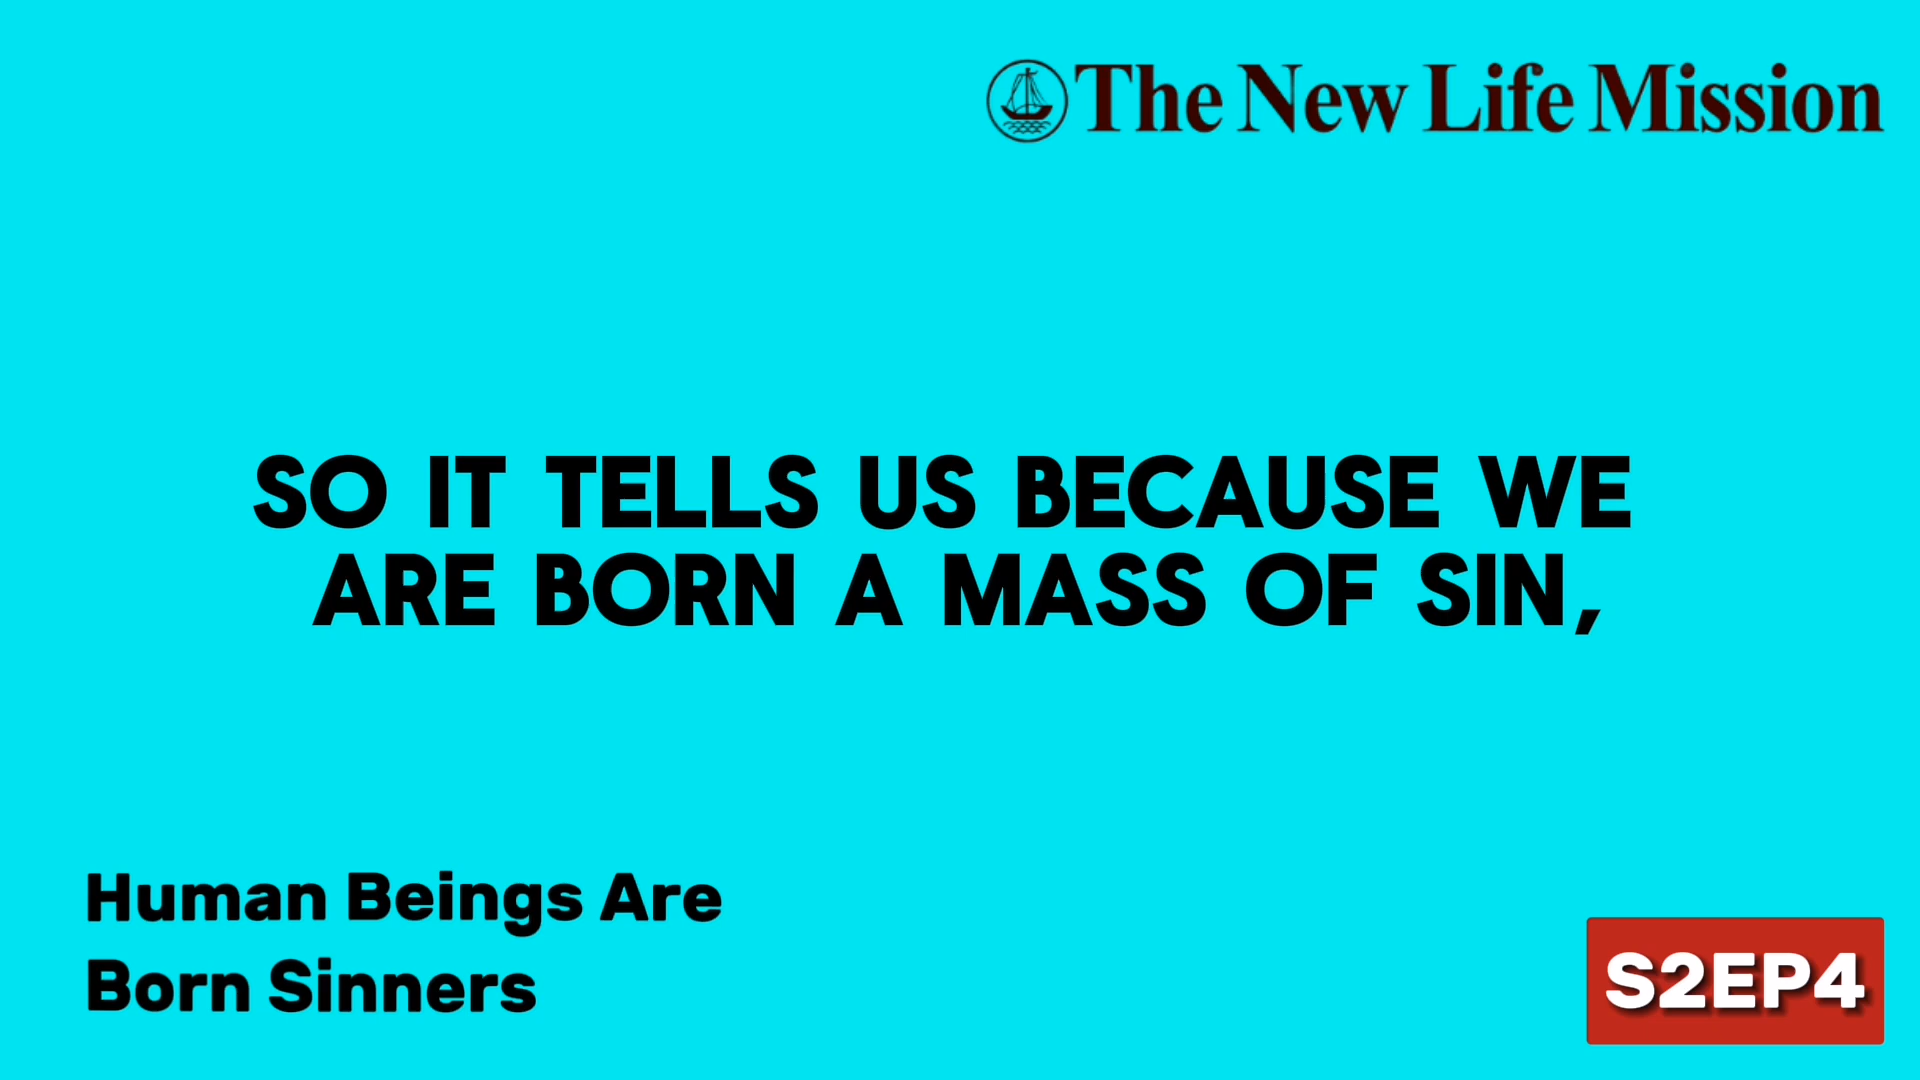 The New Life Mission
SO IT TELLS US BECAUSE WE
ARE BORN A MASS OF SIN,
Human Beings Are
Born Sinners
S2EP4